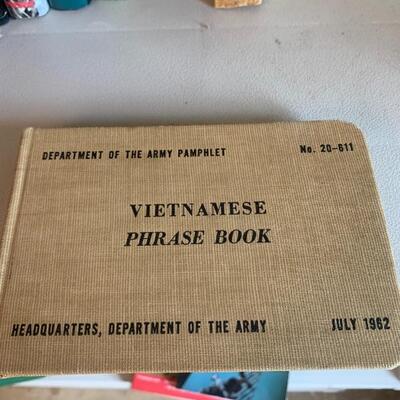 DEPARTMENT OF THE ARMY PAMPHLET No. 20-611
VIETNAMESE
PHRASE BOOK
HEADQUARTERS, DEPARTMENT OF THE ARMY JULY 1962